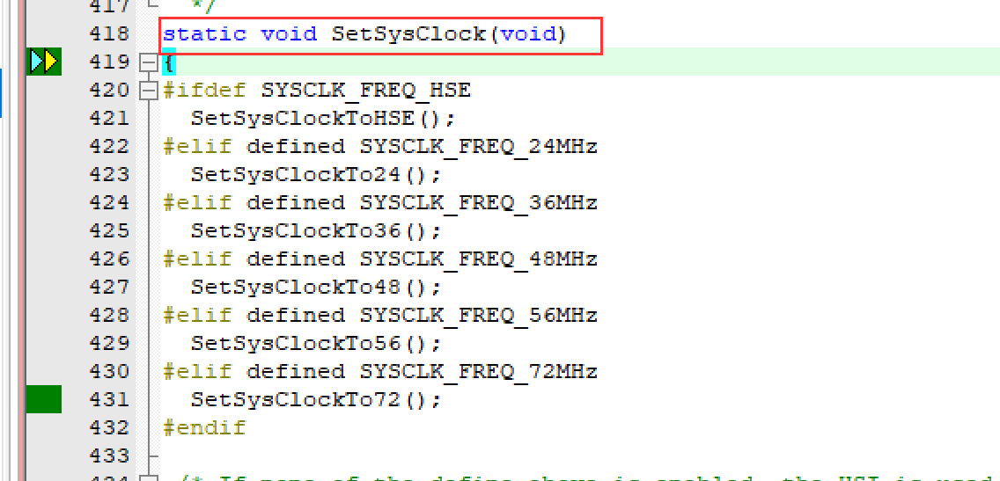 417 */
418 static void SetSysClock(void)
419 {
420 #ifdef SYSCLK_FREQ_HSE
421 SetSysClockToHSE();
422 #elif defined SYSCLK_FREQ_24MHz
423 SetSysClockTo24();
424 #elif defined SYSCLK_FREQ_36MHz
425 SetSysClockTo36();
426 #elif defined SYSCLK_FREQ_48MHz
427 SetSysClockTo48();
428 #elif defined SYSCLK_FREQ_56MHz
429 SetSysClockTo56();
430 #elif defined SYSCLK_FREQ_72MHz
431 SetSysClockTo72();
432 #endif
433
434 /* If none of the define above is enabled, the HSI is used